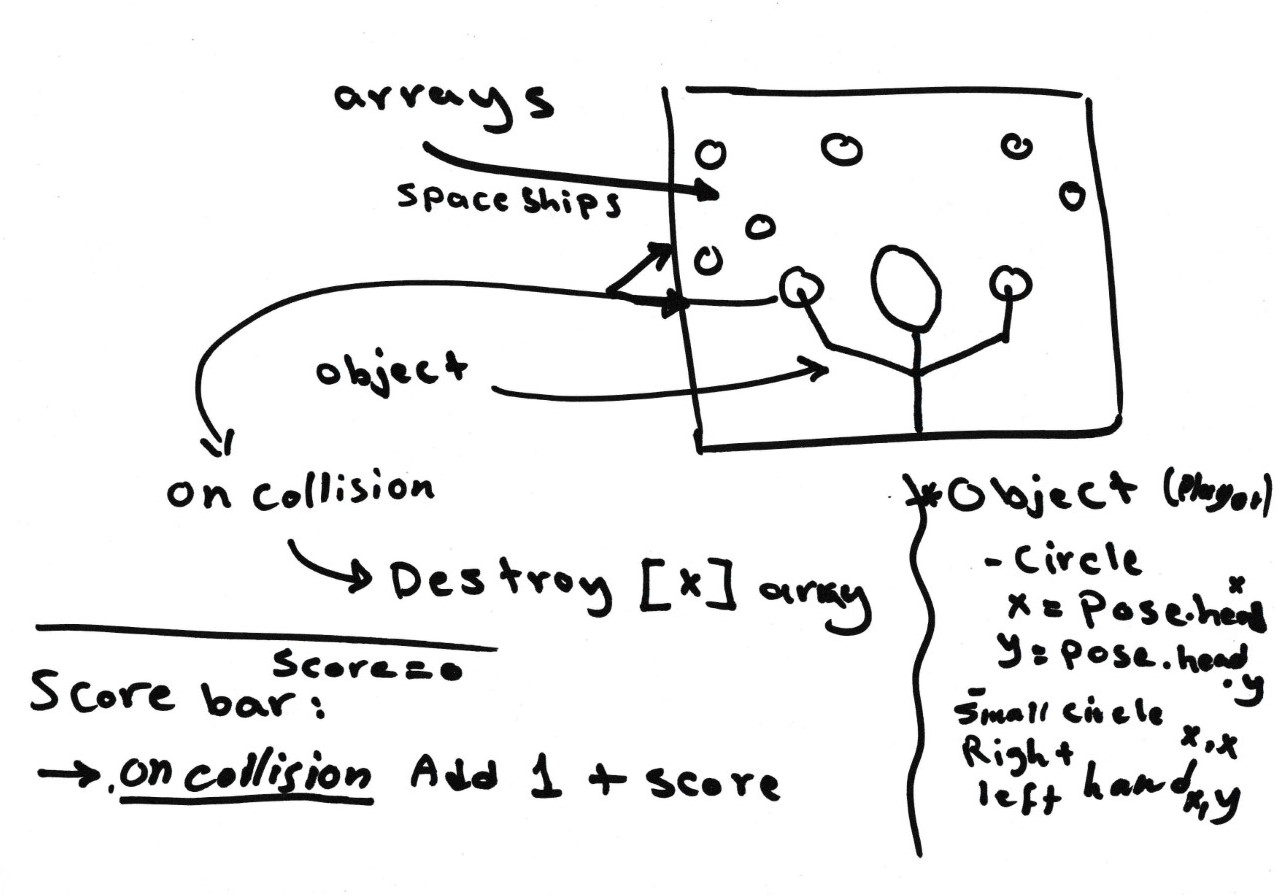 arrays
spaceships
object
on collision
Destroy [x] array
score=0
Score bar:
→ on collision Add 1 + score
*Object (Player)
- Circle
x = Pose.head.x
y = pose.head.y
- small circle
Right x,x
left hand x,y